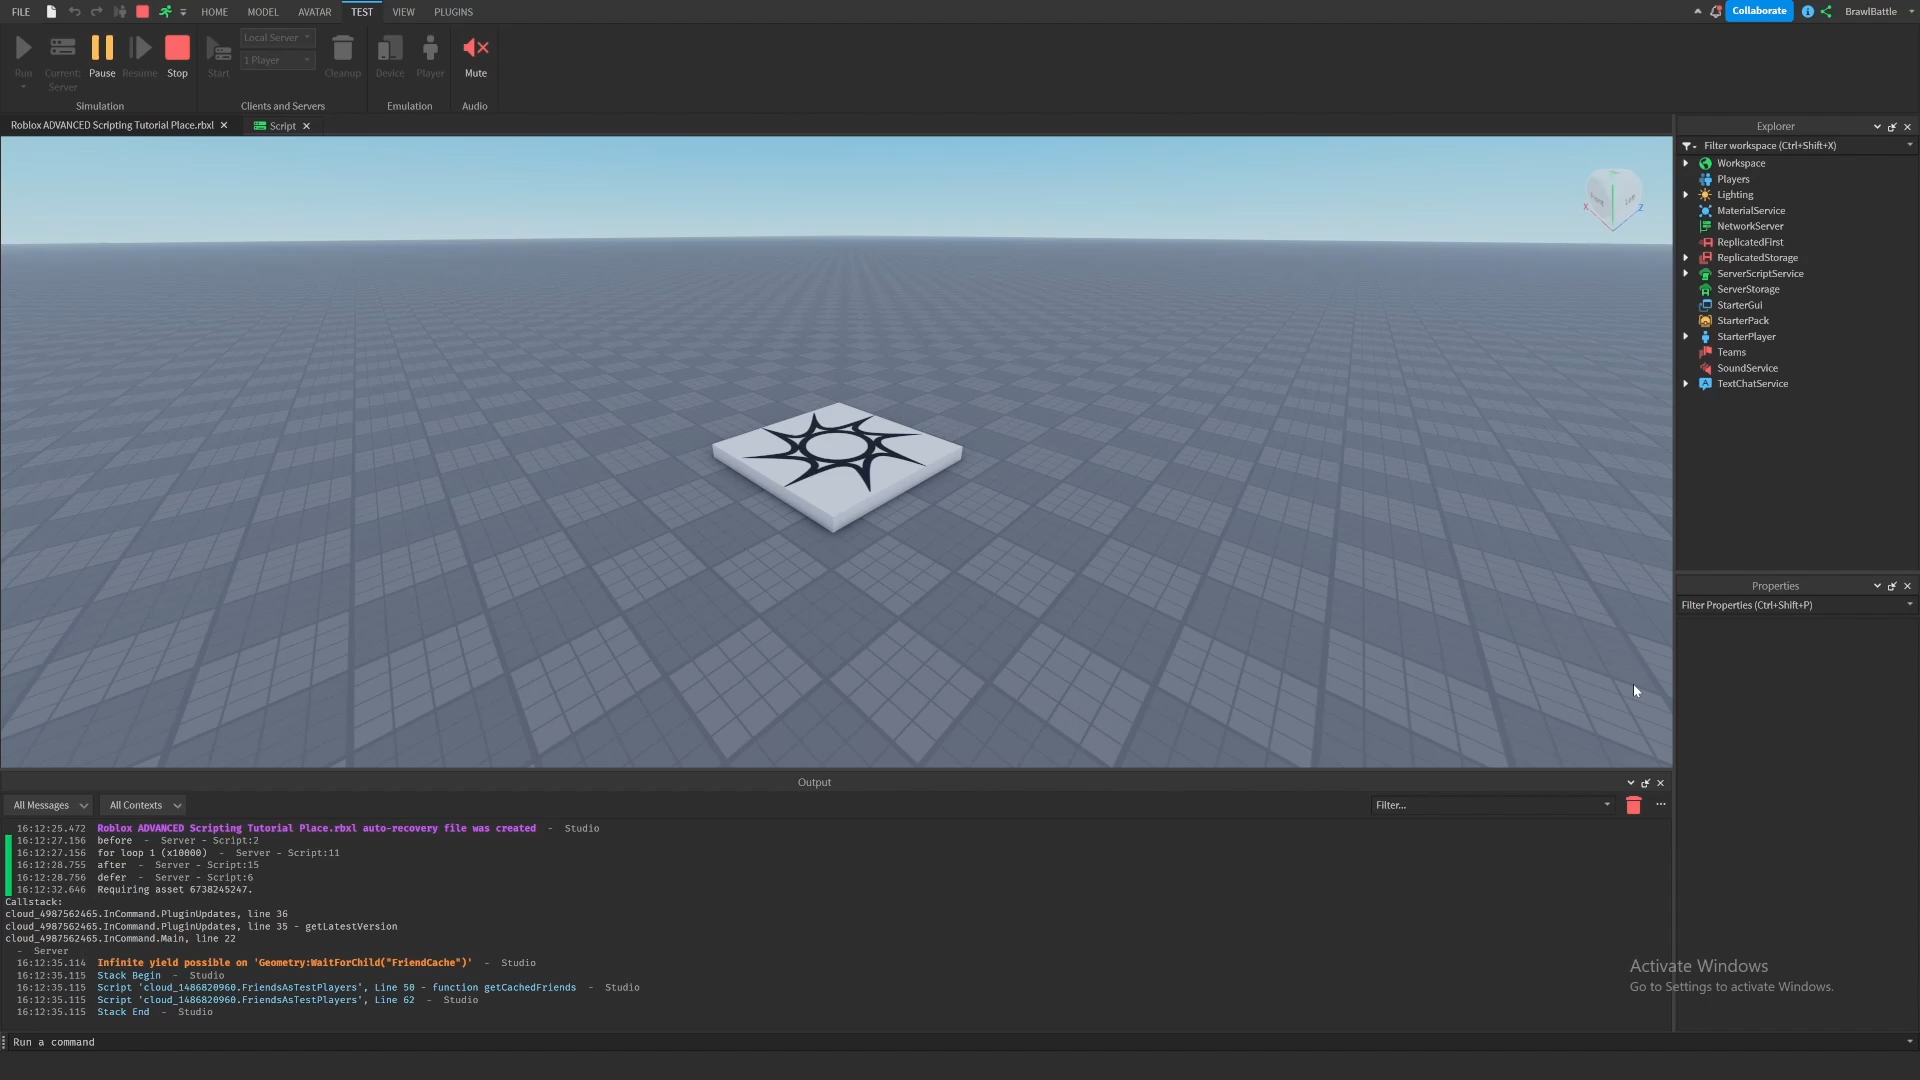 FILE HOME MODEL AVATAR TEST VIEW PLUGINS Collaborate BrawlBattle
Run Current: Server Pause Resume Stop Start Local Server 1 Player Cleanup Device Player Mute
Simulation Clients and Servers Emulation Audio
Roblox ADVANCED Scripting Tutorial Place.rbxl Script
Explorer
Filter workspace (Ctrl+Shift+X)
Workspace
Players
Lighting
MaterialService
NetworkServer
ReplicatedFirst
ReplicatedStorage
ServerScriptService
ServerStorage
StarterGui
StarterPack
StarterPlayer
Teams
SoundService
TextChatService
Front Left
X Z
Properties
Filter Properties (Ctrl+Shift+P)
Output
All Messages All Contexts Filter...
16:12:25.472 Roblox ADVANCED Scripting Tutorial Place.rbxl auto-recovery file was created - Studio
16:12:27.156 before - Server - Script:2
16:12:27.156 for loop 1 (x10000) - Server - Script:11
16:12:28.755 after - Server - Script:15
16:12:28.756 defer - Server - Script:6
16:12:32.646 Requiring asset 6738245247.
Callstack:
cloud_4987562465.InCommand.PluginUpdates, line 36
cloud_4987562465.InCommand.PluginUpdates, line 35 - getLatestVersion
cloud_4987562465.InCommand.Main, line 22
- Server
16:12:35.114 Infinite yield possible on 'Geometry:WaitForChild("FriendCache")' - Studio
16:12:35.115 Stack Begin - Studio
16:12:35.115 Script 'cloud_1486820960.FriendsAsTestPlayers', Line 50 - function getCachedFriends - Studio
16:12:35.115 Script 'cloud_1486820960.FriendsAsTestPlayers', Line 62 - Studio
16:12:35.115 Stack End - Studio
Activate Windows
Go to Settings to activate Windows.
Run a command